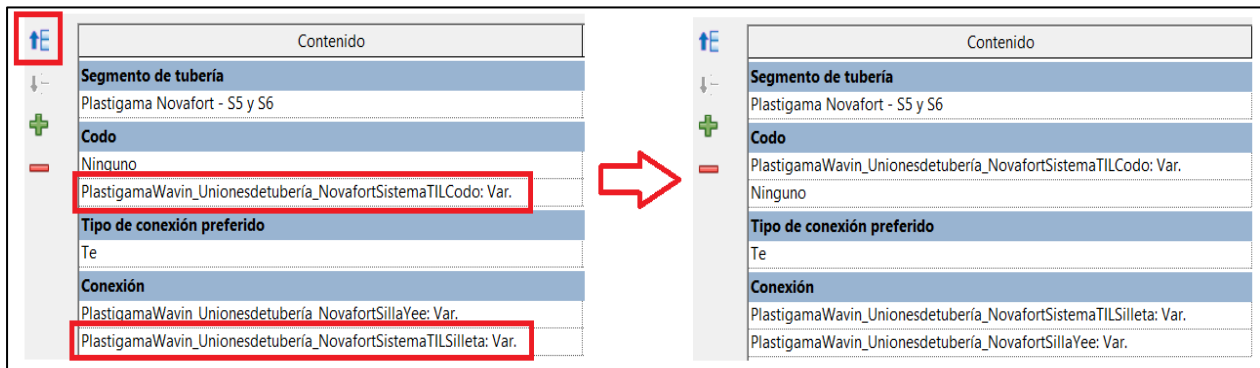 Contenido
Segmento de tubería
Plastigama Novafort - S5 y S6
Codo
Ninguno
PlastigamaWavin_Unionesdetubería_NovafortSistemaTILCodo: Var.
Tipo de conexión preferido
Te
Conexión
PlastigamaWavin_Unionesdetubería_NovafortSillaYee: Var.
PlastigamaWavin_Unionesdetubería_NovafortSistemaTILSilleta: Var.
Contenido
Segmento de tubería
Plastigama Novafort - S5 y S6
Codo
PlastigamaWavin_Unionesdetubería_NovafortSistemaTILCodo: Var.
Ninguno
Tipo de conexión preferido
Te
Conexión
PlastigamaWavin_Unionesdetubería_NovafortSistemaTILSilleta: Var.
PlastigamaWavin_Unionesdetubería_NovafortSillaYee: Var.